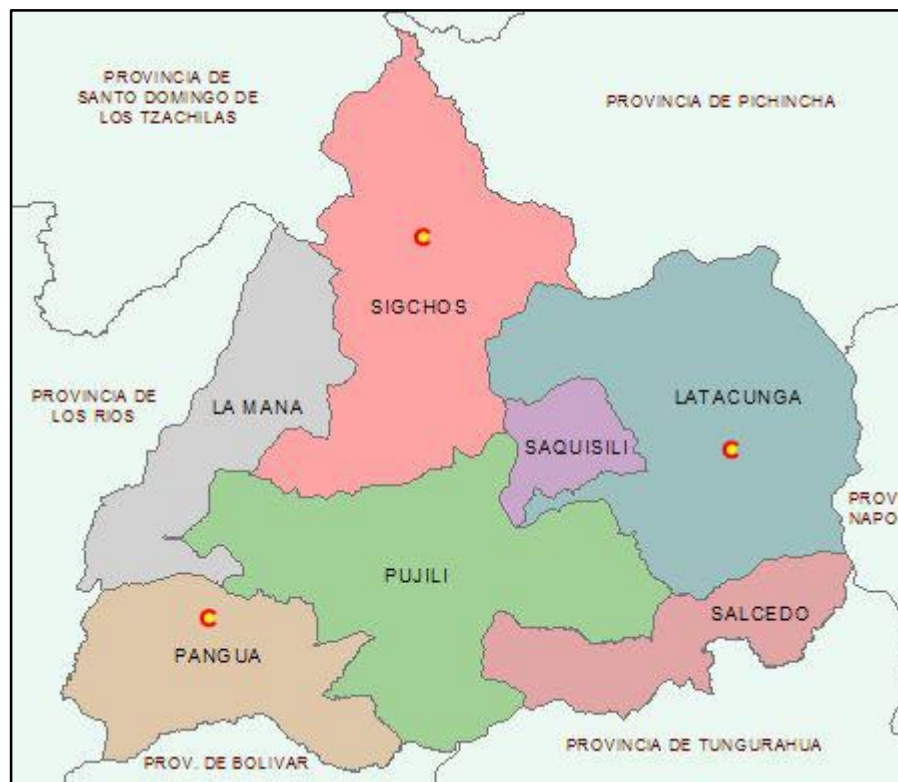 PROVINCIA DE
SANTO DOMINGO DE
LOS TZACHILAS
PROVINCIA DE PICHINCHA
C
SIGCHOS
PROVINCIA DE
LOS RIOS
LA MANA
LATACUNGA
SAQUISILI
C
PROV
NAPO
PUJILI
SALCEDO
C
PANGUA
PROVINCIA DE TUNGURAHUA
PROV. DE BOLIVAR